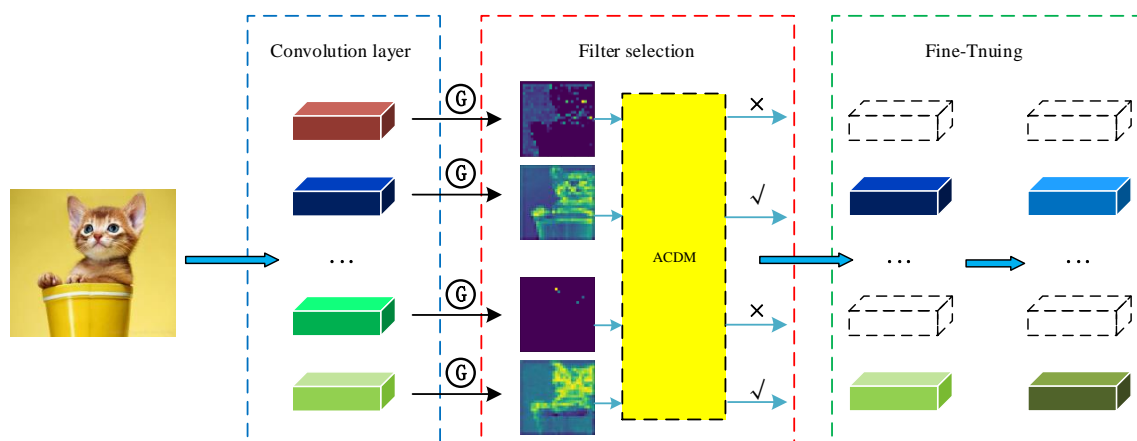 Convolution layer
Filter selection
Fine-Tnuing
G
×
G
√
...
ACDM
...
...
G
×
G
√